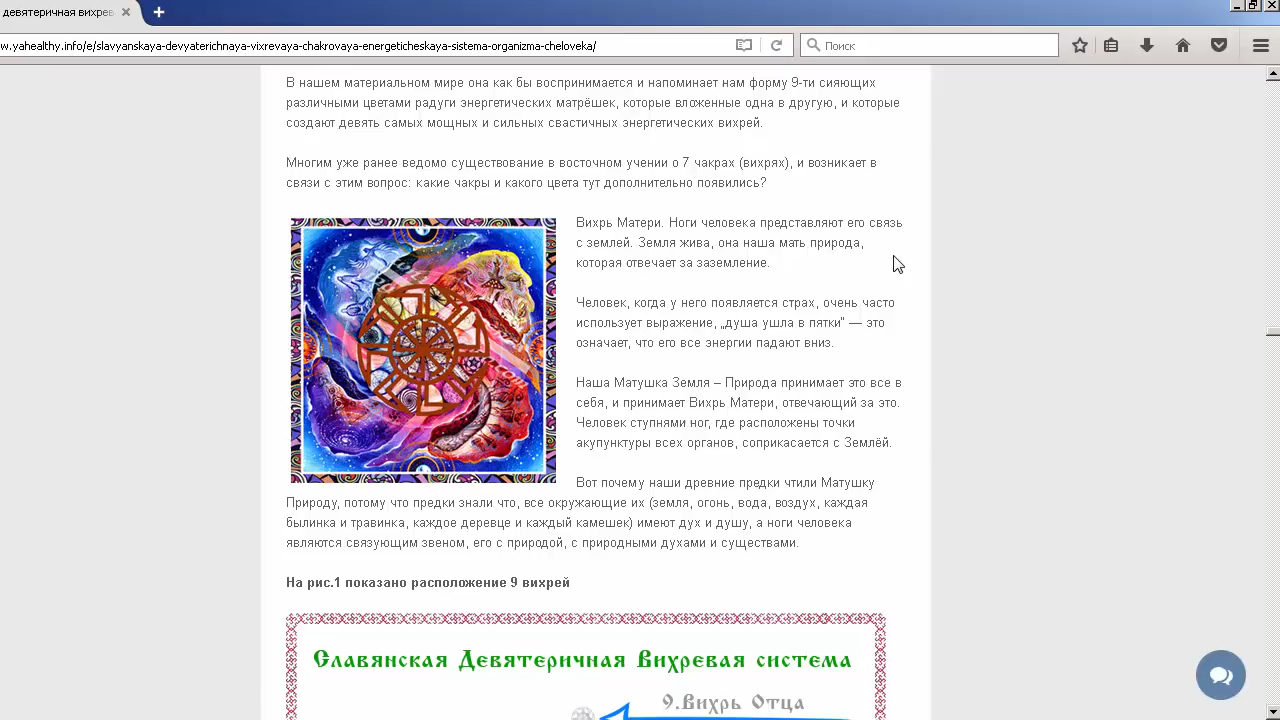 девятеричная вихрев
w.yahealthy.info/e/slavyanskaya-devyaterichnaya-vixrevaya-chakrovaya-energeticheskaya-sistema-organizma-cheloveka/
Поиск
В нашем материальном мире она как бы воспринимается и напоминает нам форму 9-ти сияющих
различными цветами радуги энергетических матрёшек, которые вложенные одна в другую, и которые
создают девять самых мощных и сильных свастичных энергетических вихрей.
Многим уже ранее ведомо существование в восточном учении о 7 чакрах (вихрях), и возникает в
связи с этим вопрос: какие чакры и какого цвета тут дополнительно появились?
Вихрь Матери. Ноги человека представляют его связь
с землей. Земля жива, она наша мать природа,
которая отвечает за заземление.
Человек, когда у него появляется страх, очень часто
использует выражение, „душа ушла в пятки“ — это
означает, что его все энергии падают вниз.
Наша Матушка Земля – Природа принимает это все в
себя, и принимает Вихрь Матери, отвечающий за это.
Человек ступнями ног, где расположены точки
акупунктуры всех органов, соприкасается с Землёй.
Вот почему наши древние предки чтили Матушку
Природу, потому что предки знали что, все окружающие их (земля, огонь, вода, воздух, каждая
былинка и травинка, каждое деревце и каждый камешек) имеют дух и душу, а ноги человека
являются связующим звеном, его с природой, с природными духами и существами.
На рис.1 показано расположение 9 вихрей
Славянская Девятеричная Вихревая система
9.Вихрь Отца